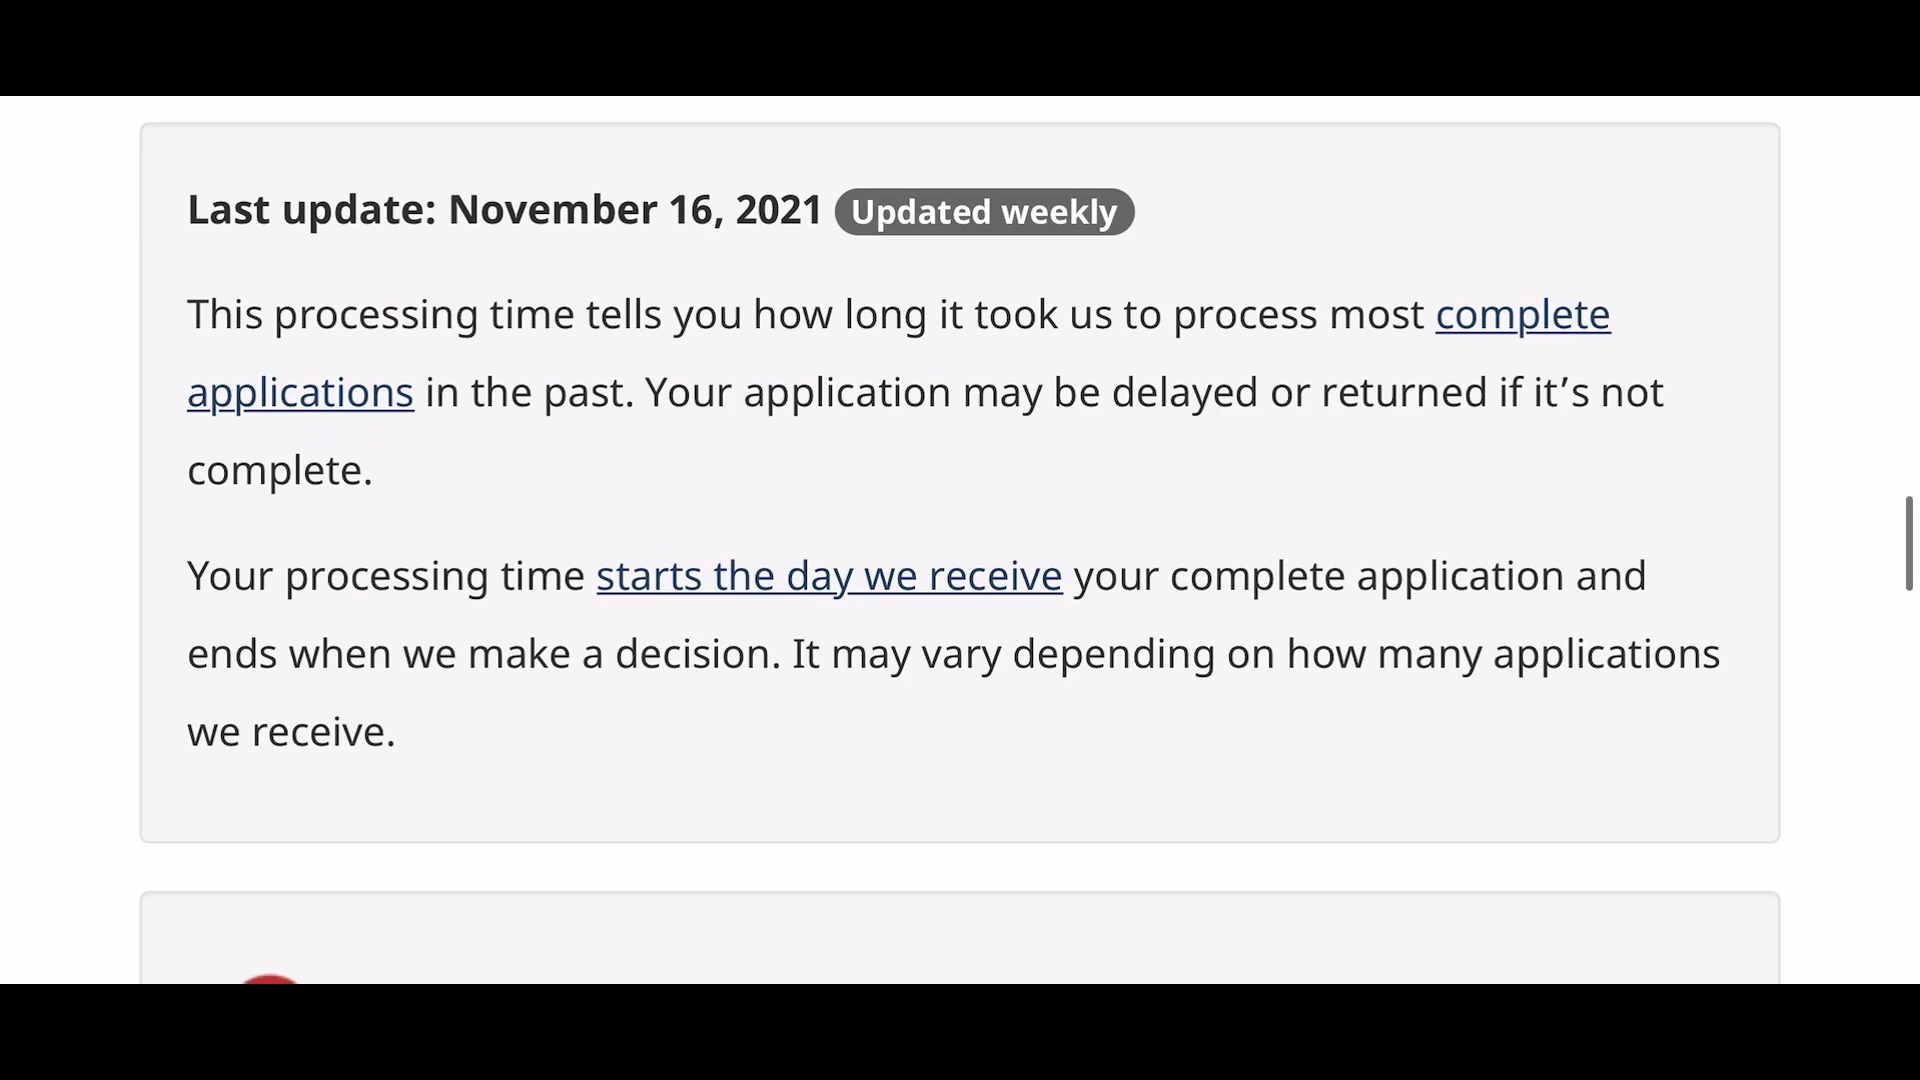 Last update: November 16, 2021 Updated weekly
This processing time tells you how long it took us to process most complete
applications in the past. Your application may be delayed or returned if it’s not
complete.
Your processing time starts the day we receive your complete application and
ends when we make a decision. It may vary depending on how many applications
we receive.